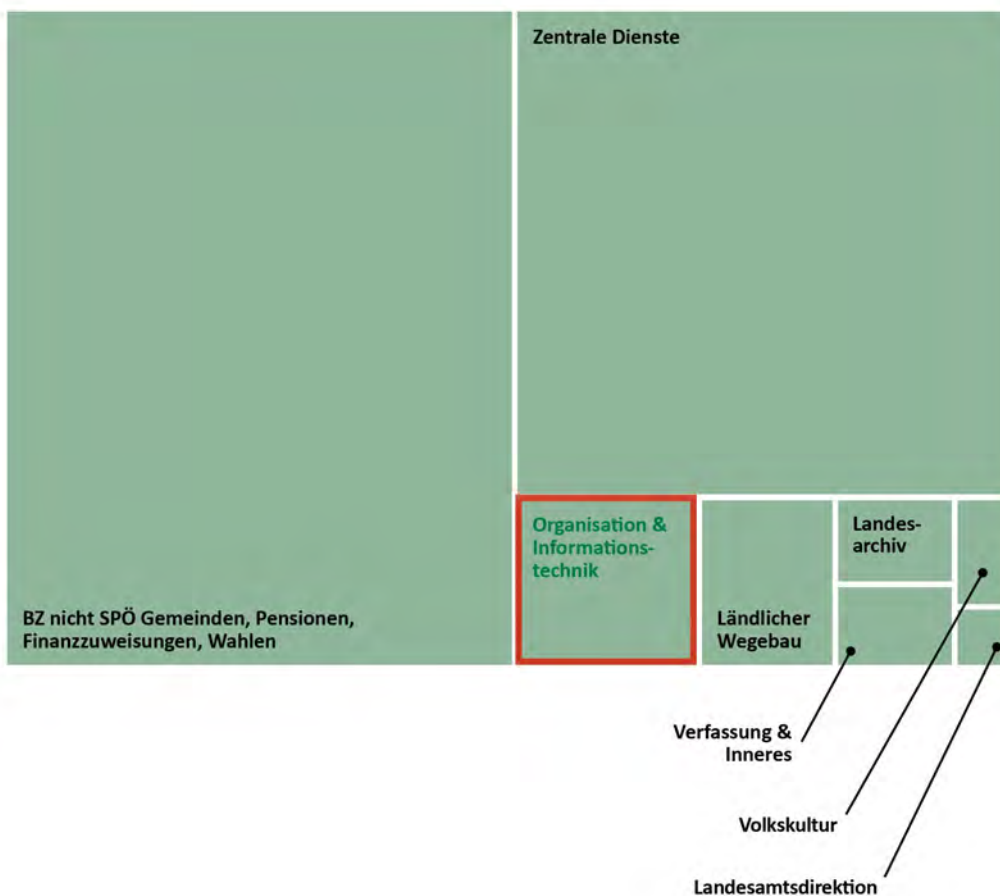 Zentrale Dienste
BZ nicht SPÖ Gemeinden, Pensionen,
Finanzzuweisungen, Wahlen
Organisation &
Informations-
technik
Ländlicher
Wegebau
Landes-
archiv
Verfassung &
Inneres
Volkskultur
Landesamtsdirektion